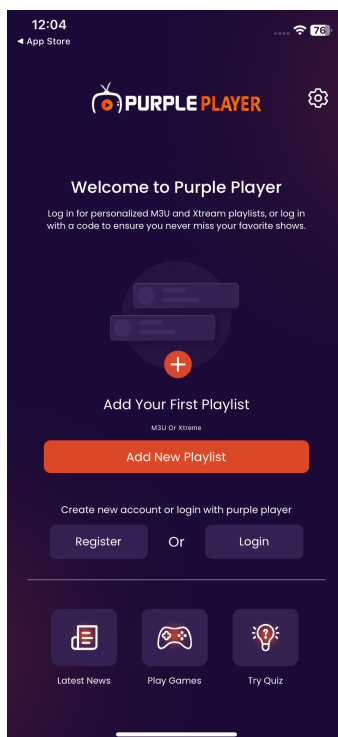 12:04
76
◀ App Store
PURPLE PLAYER
Welcome to Purple Player
Log in for personalized M3U and Xtream playlists, or log in
with a code to ensure you never miss your favorite shows.
Add Your First Playlist
M3U Or Xtreme
Add New Playlist
Create new account or login with purple player
Register
Or
Login
Latest News
Play Games
Try Quiz